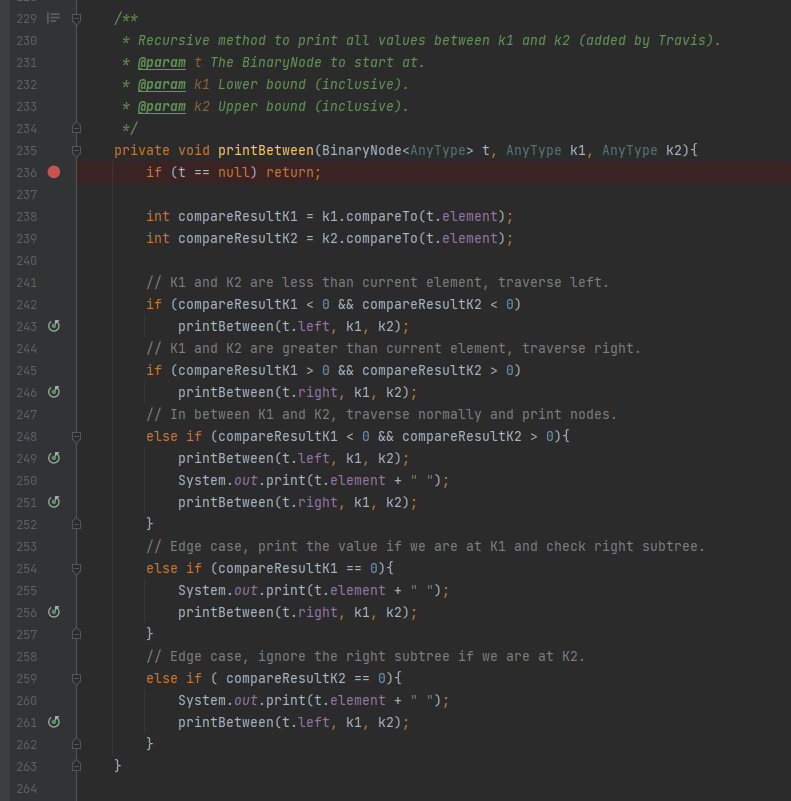 229 /**
230 * Recursive method to print all values between k1 and k2 (added by Travis).
231 * @param t The BinaryNode to start at.
232 * @param k1 Lower bound (inclusive).
233 * @param k2 Upper bound (inclusive).
234 */
235 private void printBetween(BinaryNode<AnyType> t, AnyType k1, AnyType k2){
236 if (t == null) return;
237
238 int compareResultK1 = k1.compareTo(t.element);
239 int compareResultK2 = k2.compareTo(t.element);
240
241 // K1 and K2 are less than current element, traverse left.
242 if (compareResultK1 < 0 && compareResultK2 < 0)
243 printBetween(t.left, k1, k2);
244 // K1 and K2 are greater than current element, traverse right.
245 if (compareResultK1 > 0 && compareResultK2 > 0)
246 printBetween(t.right, k1, k2);
247 // In between K1 and K2, traverse normally and print nodes.
248 else if (compareResultK1 < 0 && compareResultK2 > 0){
249 printBetween(t.left, k1, k2);
250 System.out.print(t.element + " ");
251 printBetween(t.right, k1, k2);
252 }
253 // Edge case, print the value if we are at K1 and check right subtree.
254 else if (compareResultK1 == 0){
255 System.out.print(t.element + " ");
256 printBetween(t.right, k1, k2);
257 }
258 // Edge case, ignore the right subtree if we are at K2.
259 else if ( compareResultK2 == 0){
260 System.out.print(t.element + " ");
261 printBetween(t.left, k1, k2);
262 }
263 }
264